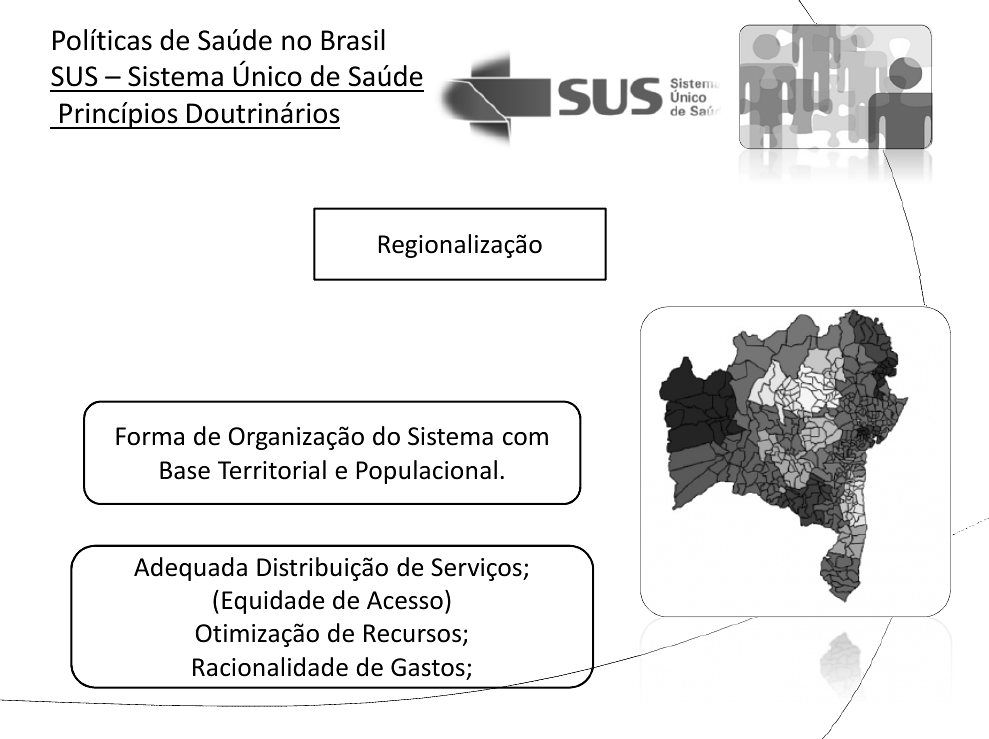 Políticas de Saúde no Brasil
SUS – Sistema Único de Saúde
Princípios Doutrinários
SUS
Sistema
Único
de Saúde
Regionalização
Forma de Organização do Sistema com
Base Territorial e Populacional.
Adequada Distribuição de Serviços;
(Equidade de Acesso)
Otimização de Recursos;
Racionalidade de Gastos;